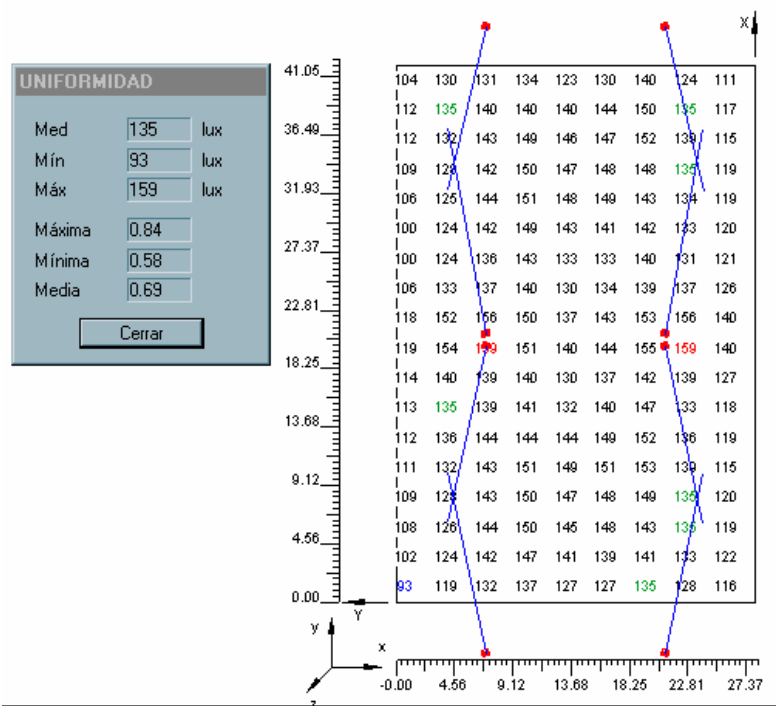 UNIFORMIDAD
Med 135 lux
Mín 93 lux
Máx 159 lux
Máxima 0.84
Mínima 0.58
Media 0.69
Cerrar
X
41.05
36.49
31.93
27.37
22.81
18.25
13.68
9.12
4.56
0.00
104 130 131 134 123 130 140 124 111
112 135 140 140 140 144 150 135 117
112 132 143 149 146 147 152 139 115
109 128 142 150 147 148 148 135 119
106 125 144 151 148 149 143 134 119
100 124 142 149 143 141 142 133 120
100 124 136 143 133 133 140 131 121
106 133 137 140 130 134 139 137 126
118 152 156 150 137 143 153 156 140
119 154 159 151 140 144 155 159 140
114 140 139 140 130 137 142 139 127
113 135 139 141 132 140 147 133 118
112 136 144 144 144 149 152 136 119
111 132 143 151 149 151 153 139 115
109 128 143 150 147 148 149 135 120
108 126 144 150 145 148 143 135 119
102 124 142 147 141 139 141 133 122
93 119 132 137 127 127 135 128 116
Y
y
x
-0.00 4.56 9.12 13.68 18.25 22.81 27.37